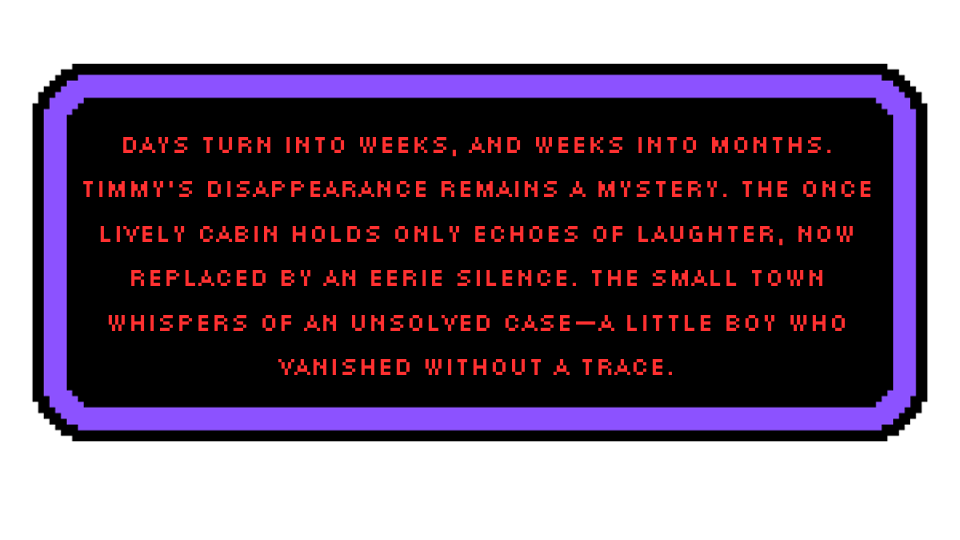 DAYS TURN INTO WEEKS, AND WEEKS INTO MONTHS.
TIMMY'S DISAPPEARANCE REMAINS A MYSTERY. THE ONCE
LIVELY CABIN HOLDS ONLY ECHOES OF LAUGHTER, NOW
REPLACED BY AN EERIE SILENCE. THE SMALL TOWN
WHISPERS OF AN UNSOLVED CASE—A LITTLE BOY WHO
VANISHED WITHOUT A TRACE.